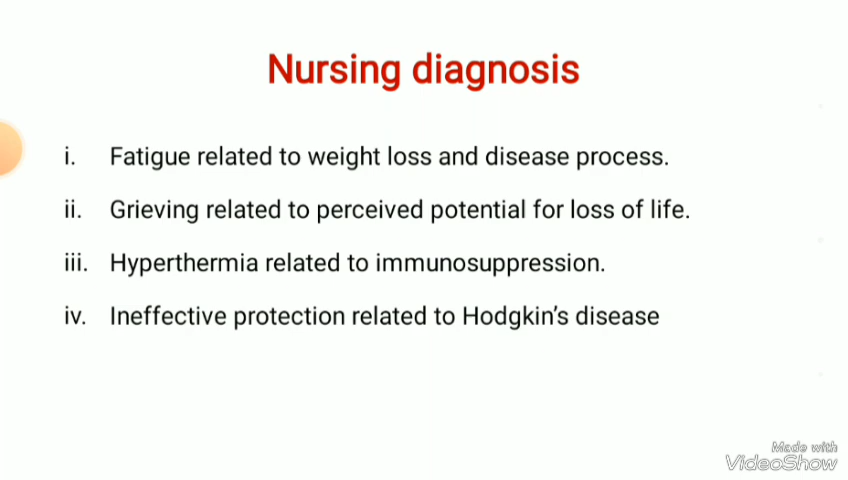 Nursing diagnosis
i. Fatigue related to weight loss and disease process.
ii. Grieving related to perceived potential for loss of life.
iii. Hyperthermia related to immunosuppression.
iv. Ineffective protection related to Hodgkin’s disease
Made with
VideoShow